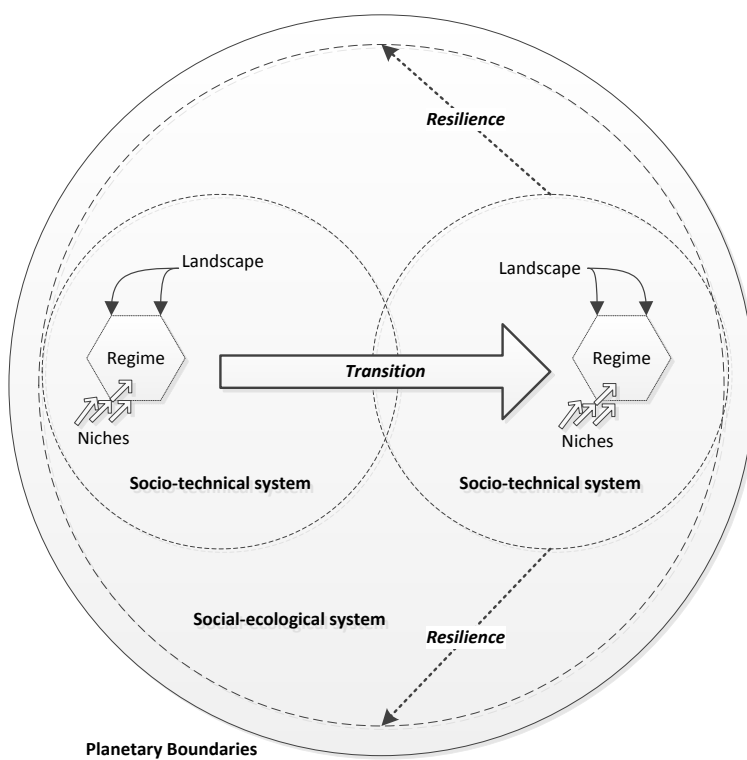 Resilience
Landscape
Landscape
Regime
Transition
Regime
Niches
Niches
Socio-technical system
Socio-technical system
Social-ecological system
Resilience
Planetary Boundaries